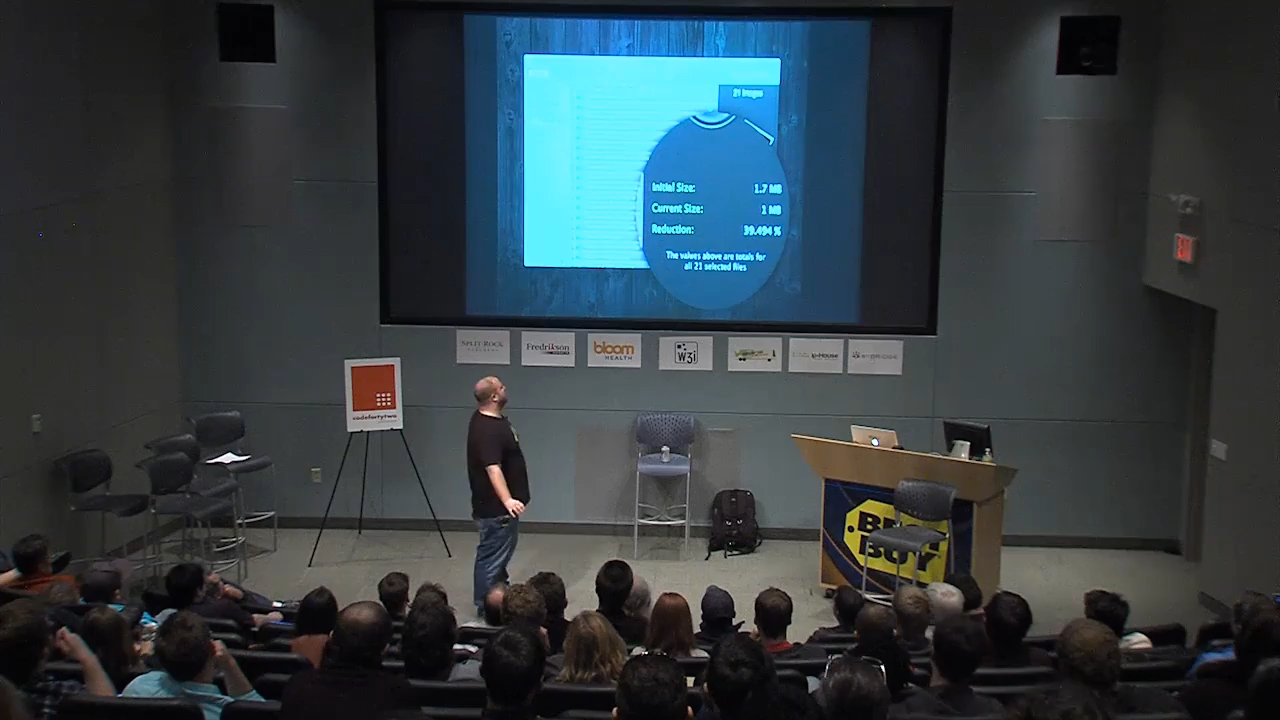 21 Images
Initial Size: 1.7 MB
Current Size: 1 MB
Reduction: 39.494 %
The values above are totals for
all 21 selected files
SPLIT ROCK
Fredrikson
bloom
HEALTH
W3i
codefortytwo
BEST
BUY